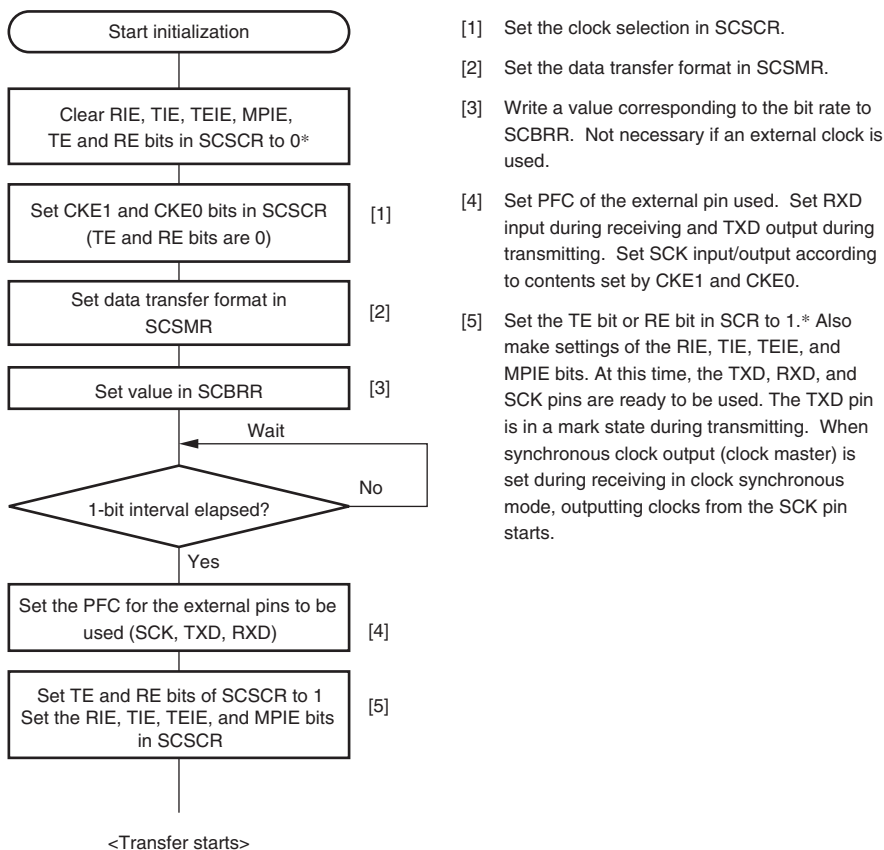 Start initialization
Clear RIE, TIE, TEIE, MPIE,
TE and RE bits in SCSCR to 0*
Set CKE1 and CKE0 bits in SCSCR
(TE and RE bits are 0)
[1]
Set data transfer format in
SCSMR
[2]
Set value in SCBRR
[3]
Wait
1-bit interval elapsed?
No
Yes
Set the PFC for the external pins to be
used (SCK, TXD, RXD)
[4]
Set TE and RE bits of SCSCR to 1
Set the RIE, TIE, TEIE, and MPIE bits
in SCSCR
[5]
<Transfer starts>
[1] Set the clock selection in SCSCR.
[2] Set the data transfer format in SCSMR.
[3] Write a value corresponding to the bit rate to
SCBRR. Not necessary if an external clock is
used.
[4] Set PFC of the external pin used. Set RXD
input during receiving and TXD output during
transmitting. Set SCK input/output according
to contents set by CKE1 and CKE0.
[5] Set the TE bit or RE bit in SCR to 1.* Also
make settings of the RIE, TIE, TEIE, and
MPIE bits. At this time, the TXD, RXD, and
SCK pins are ready to be used. The TXD pin
is in a mark state during transmitting. When
synchronous clock output (clock master) is
set during receiving in clock synchronous
mode, outputting clocks from the SCK pin
starts.